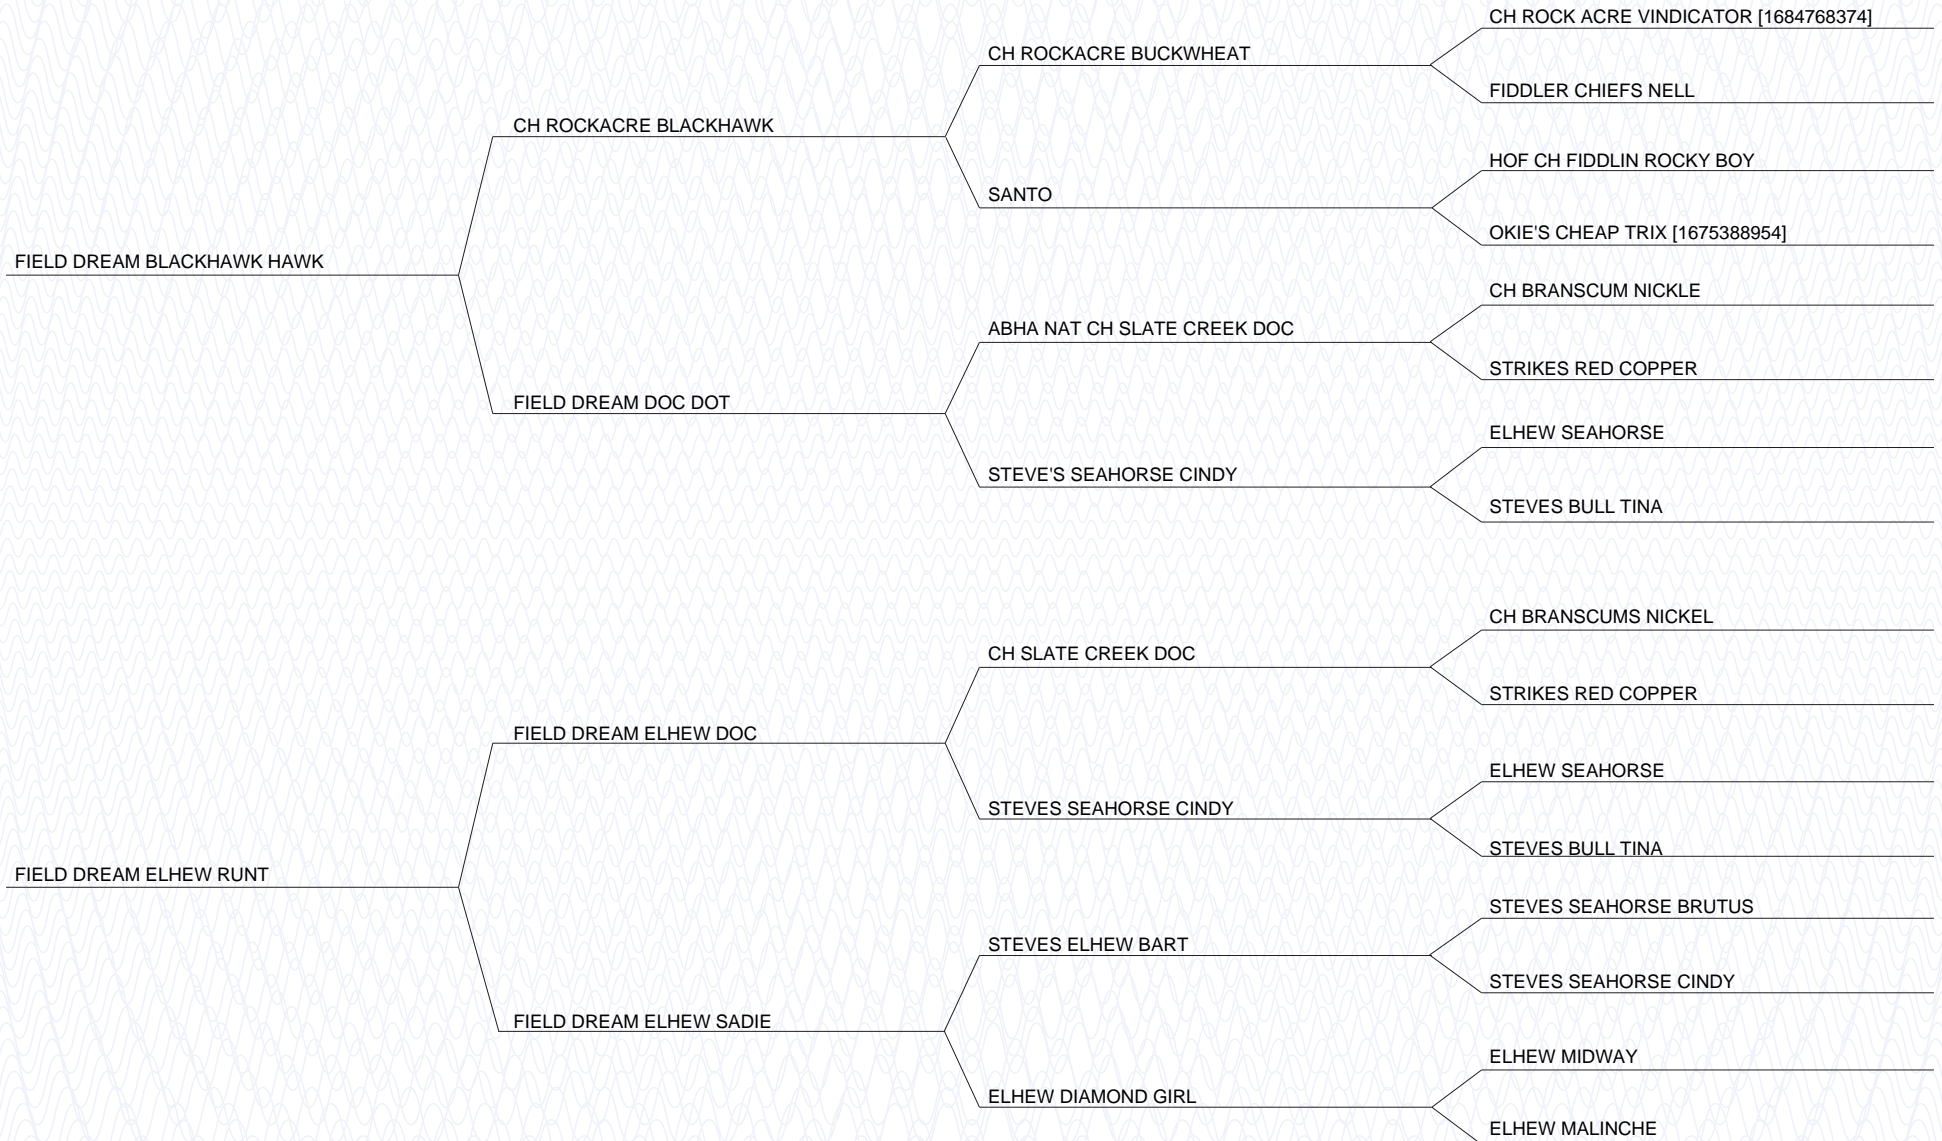 CH ROCK ACRE VINDICATOR [1684768374]
CH ROCKACRE BUCKWHEAT
FIDDLER CHIEFS NELL
CH ROCKACRE BLACKHAWK
HOF CH FIDDLIN ROCKY BOY
SANTO
OKIE'S CHEAP TRIX [1675388954]
FIELD DREAM BLACKHAWK HAWK
CH BRANSCUM NICKLE
ABHA NAT CH SLATE CREEK DOC
STRIKES RED COPPER
FIELD DREAM DOC DOT
ELHEW SEAHORSE
STEVE'S SEAHORSE CINDY
STEVES BULL TINA
CH BRANSCUMS NICKEL
CH SLATE CREEK DOC
STRIKES RED COPPER
FIELD DREAM ELHEW DOC
ELHEW SEAHORSE
STEVES SEAHORSE CINDY
STEVES BULL TINA
FIELD DREAM ELHEW RUNT
STEVES SEAHORSE BRUTUS
STEVES ELHEW BART
STEVES SEAHORSE CINDY
FIELD DREAM ELHEW SADIE
ELHEW MIDWAY
ELHEW DIAMOND GIRL
ELHEW MALINCHE